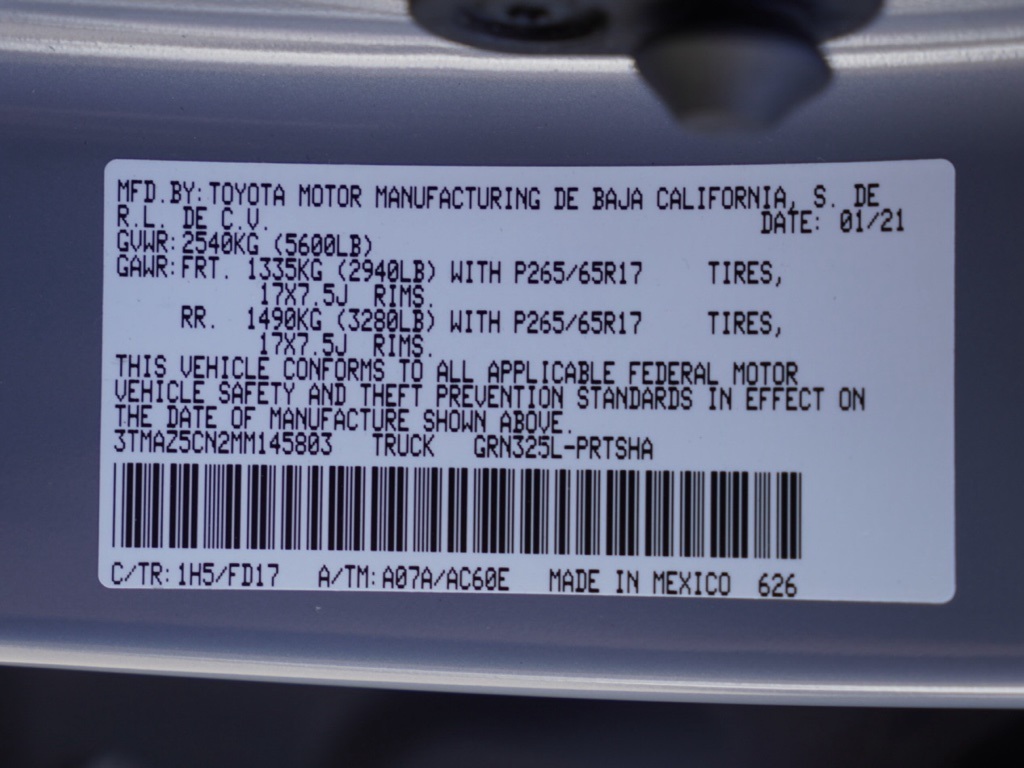 MFD.BY: TOYOTA MOTOR MANUFACTURING DE BAJA CALIFORNIA, S. DE
R.L. DE C.V. DATE: 01/21
GVWR: 2540KG (5600LB)
GAWR: FRT. 1335KG (2940LB) WITH P265/65R17 TIRES,
17X7.5J RIMS.
RR. 1490KG (3280LB) WITH P265/65R17 TIRES,
17X7.5J RIMS.
THIS VEHICLE CONFORMS TO ALL APPLICABLE FEDERAL MOTOR
VEHICLE SAFETY AND THEFT PREVENTION STANDARDS IN EFFECT ON
THE DATE OF MANUFACTURE SHOWN ABOVE.
3TMAZ5CN2MM145803 TRUCK GRN325L-PRTSHA
C/TR: 1H5/FD17 A/TM: A07A/AC60E MADE IN MEXICO 626